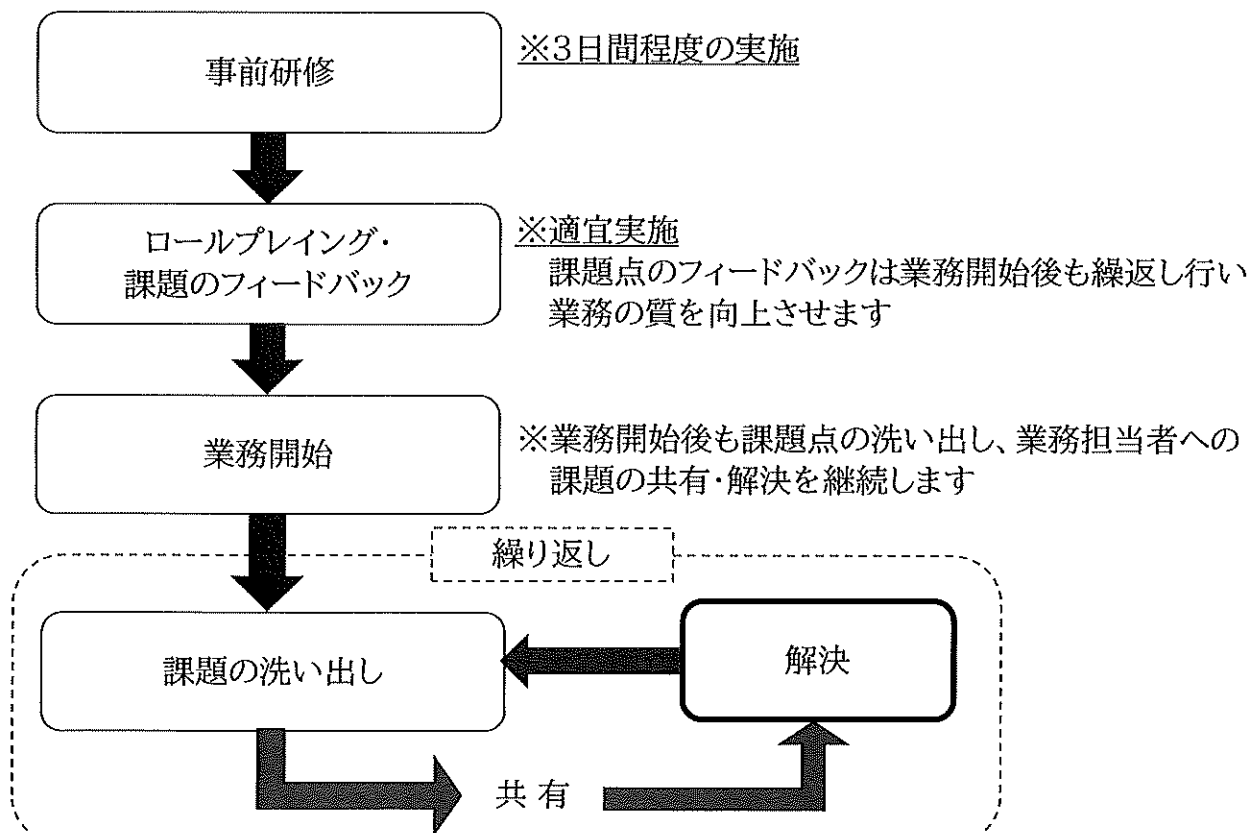 事前研修
※3日間程度の実施
ロールプレイング・
課題のフィードバック
※適宜実施
課題点のフィードバックは業務開始後も繰返し行い
業務の質を向上させます
業務開始
※業務開始後も課題点の洗い出し、業務担当者への
課題の共有・解決を継続します
繰り返し
課題の洗い出し
解決
共有